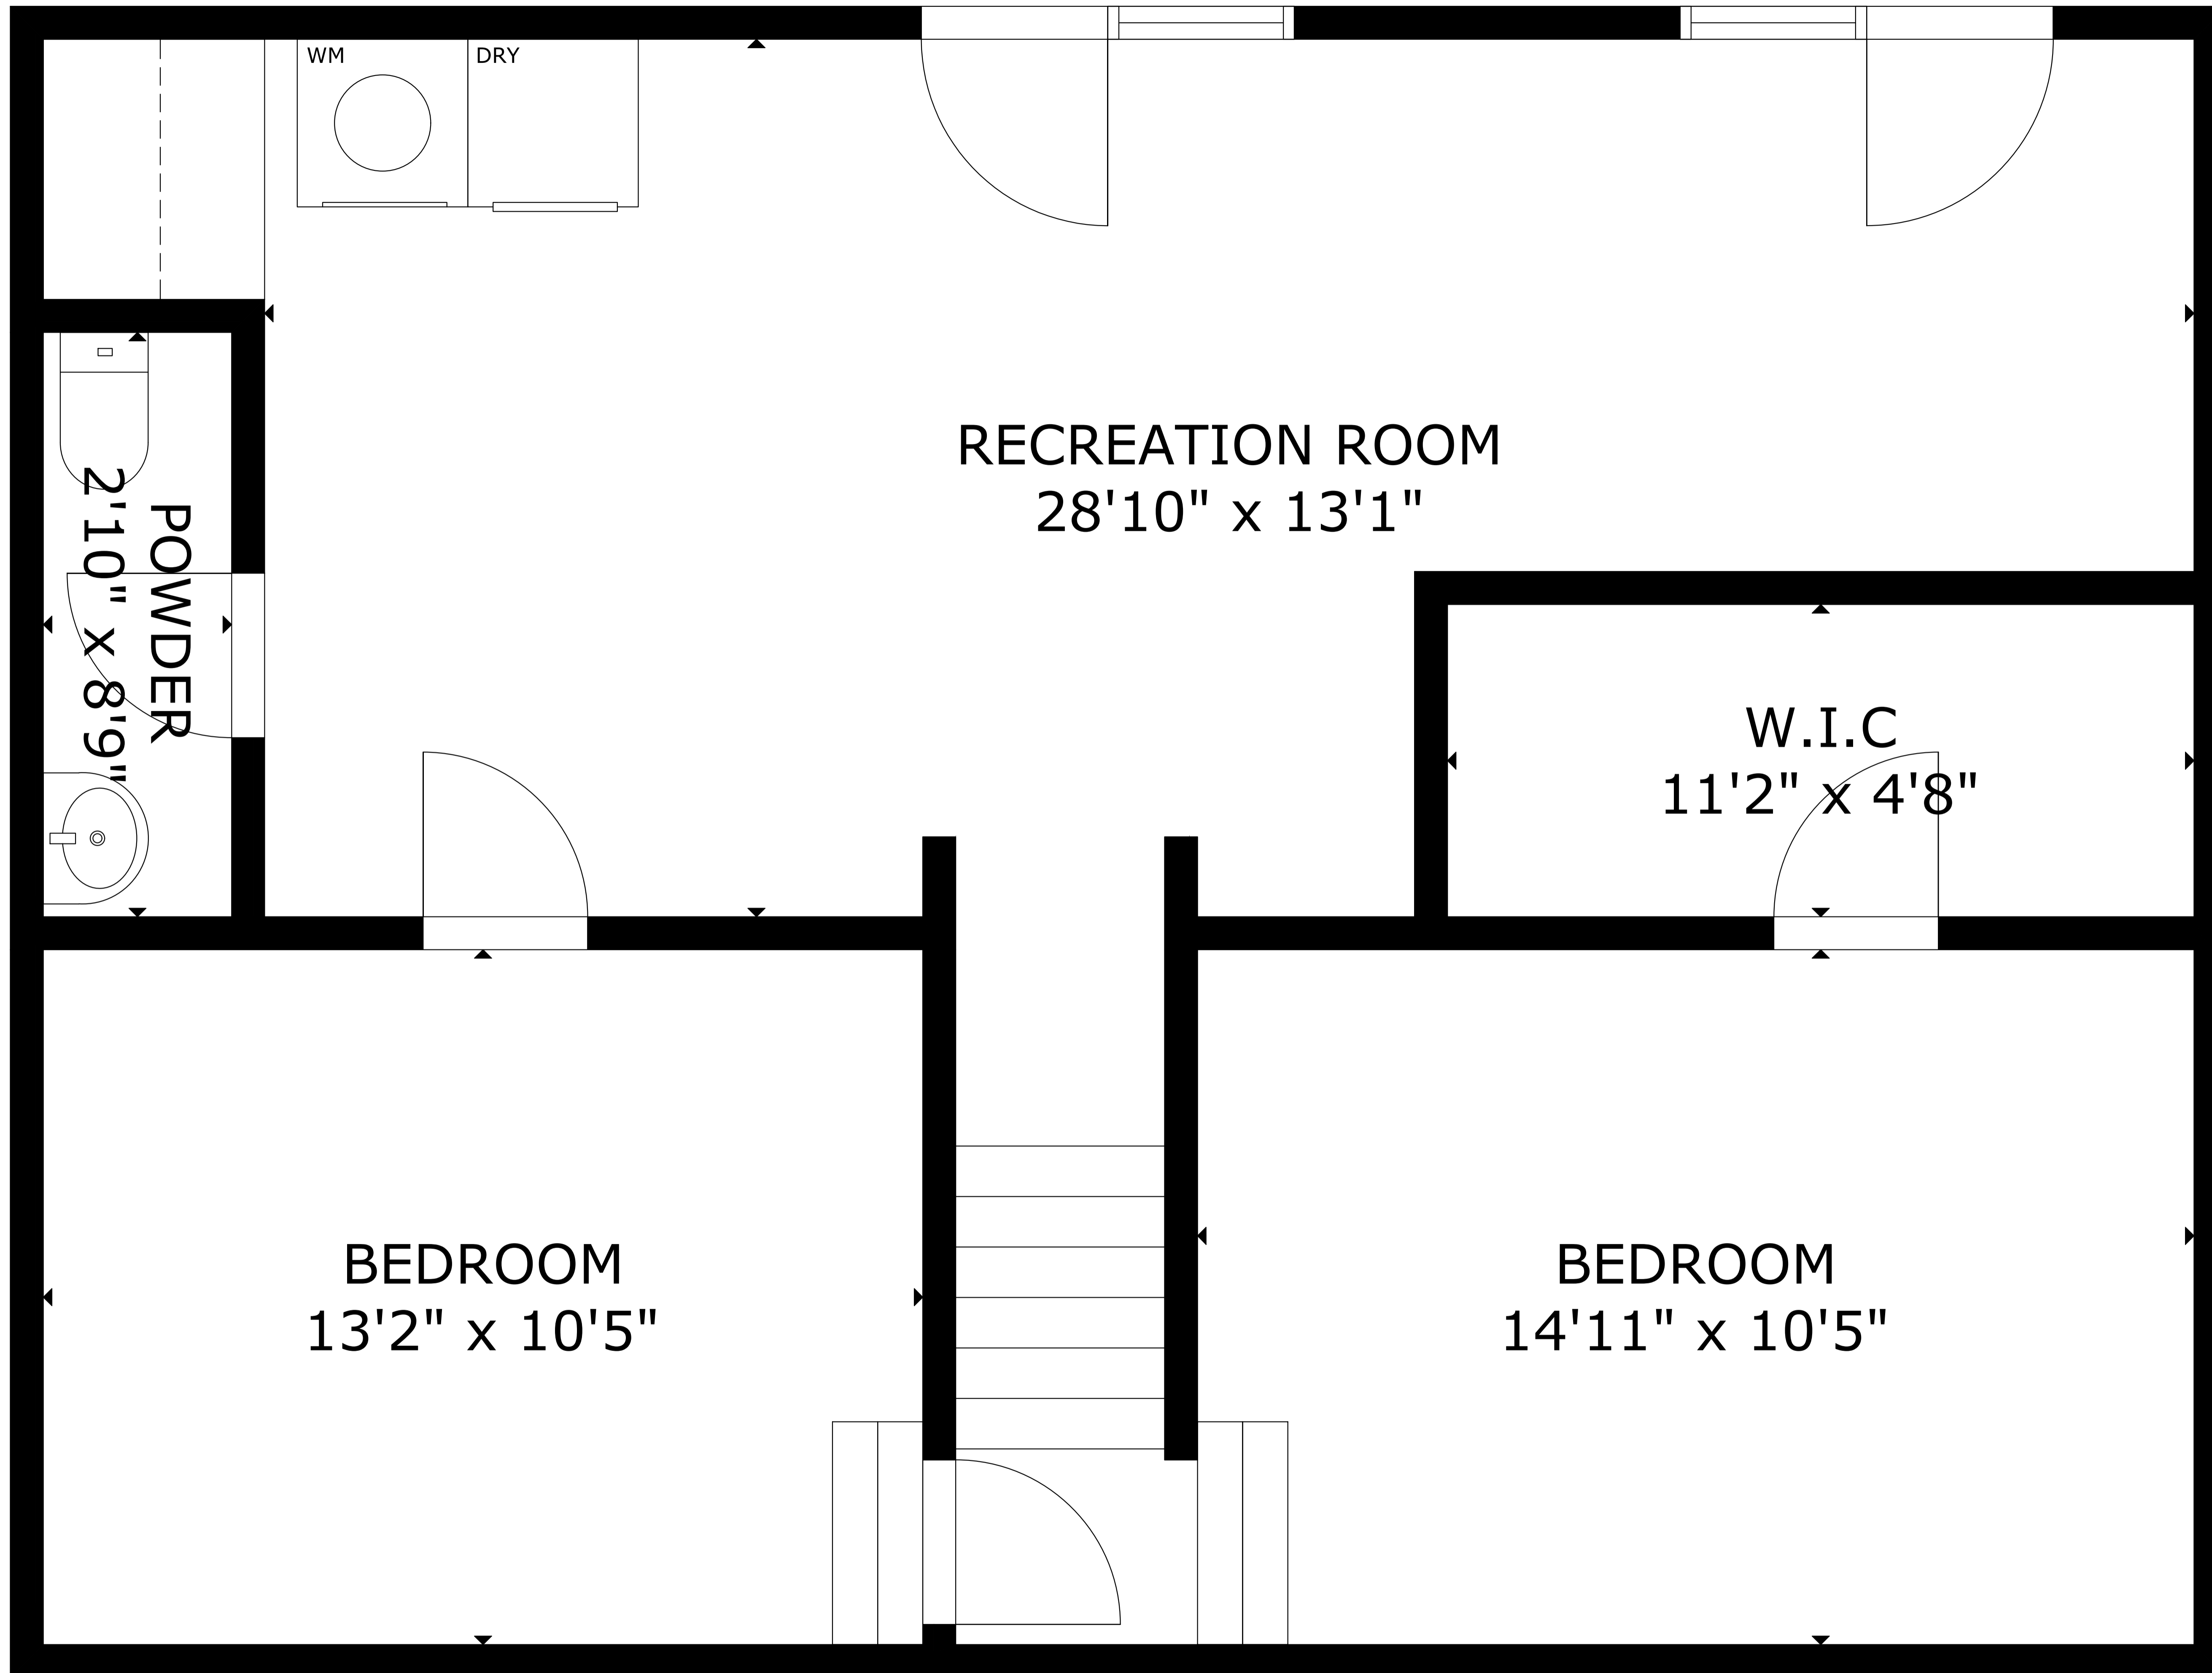 WM
DRY
RECREATION ROOM
28'10" x 13'1"
POWDER
2'10" x 8'9"
W.I.C
11'2" x 4'8"
BEDROOM
13'2" x 10'5"
BEDROOM
14'11" x 10'5"